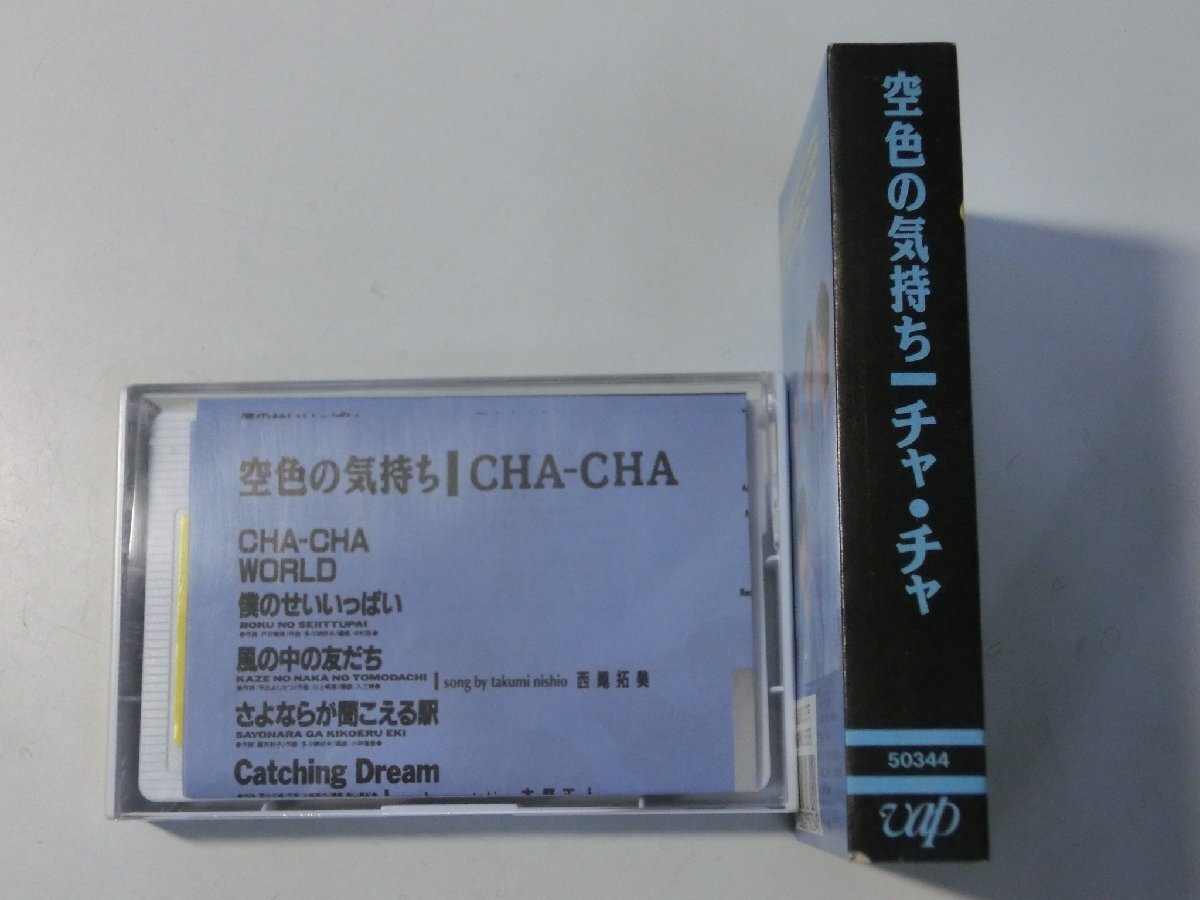 空色の気持ち CHA-CHA
CHA-CHA
WORLD
僕のせいいっぱい
BOKU NO SEIITTUPAI
風の中の友だち
KAZE NO NAKA NO TOMODACHI
song by takumi nishio 西尾拓美
さよならが聞こえる駅
SAYONARA GA KIKOERU EKI
Catching Dream
空色の気持ち チャ・チャ
50344
vap